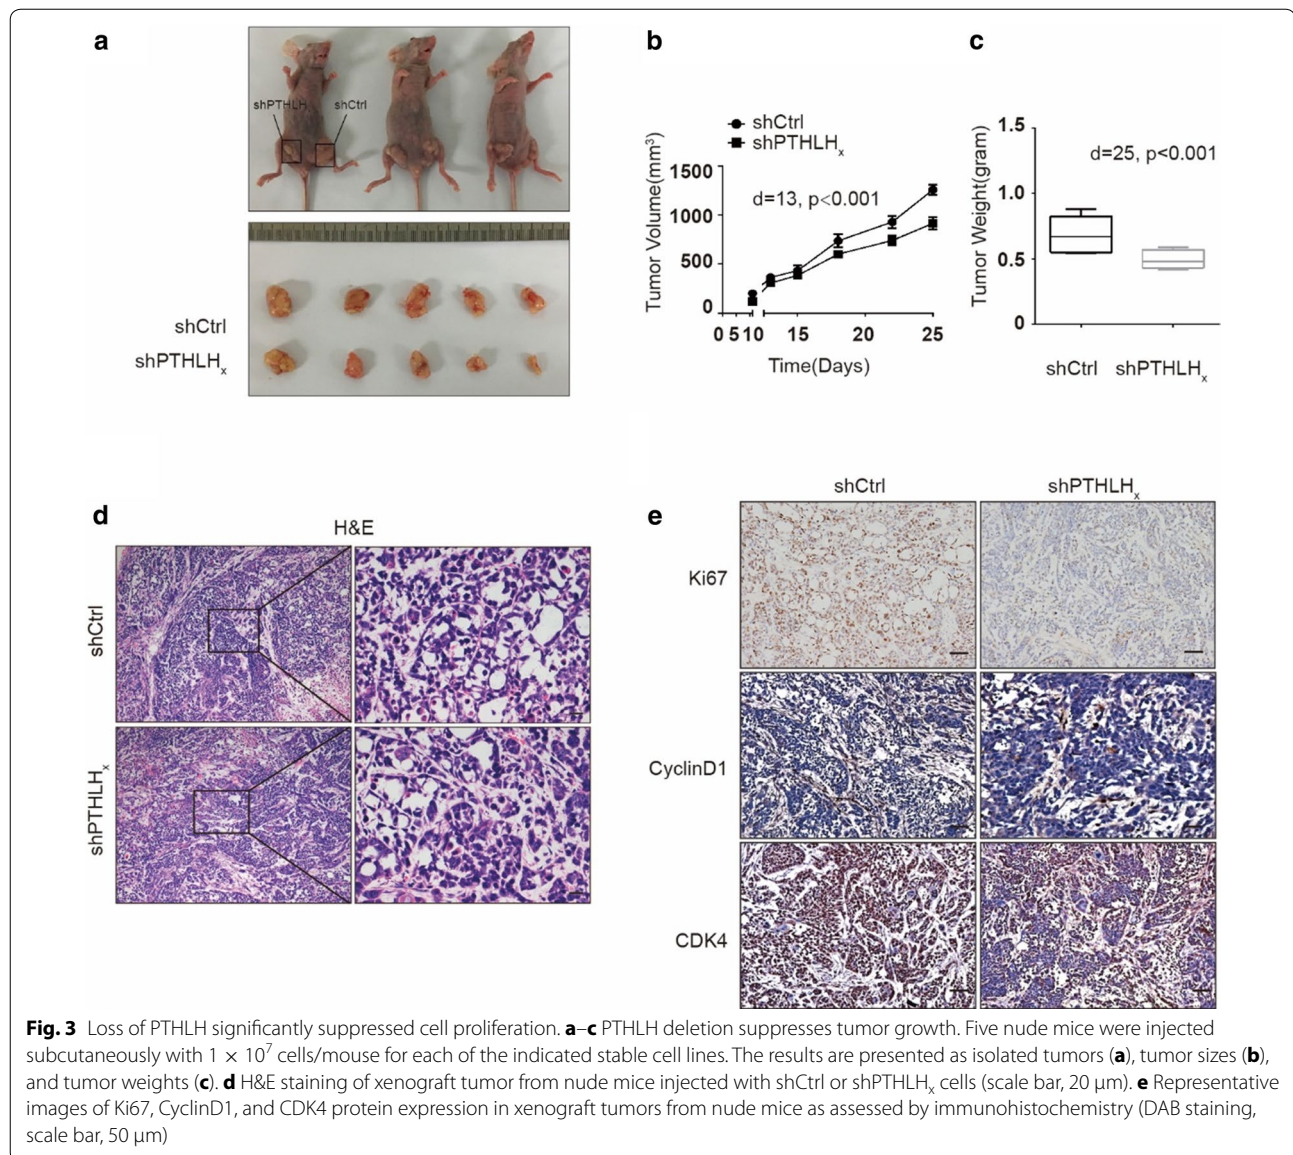 a
shPTHLH
shCtrl
shCtrl
shPTHLHx
b
shCtrl
shPTHLHx
Tumor Volume(mm³)
1500
1000
500
0
d=13, p<0.001
0 5 10 15 20 25
Time(Days)
c
Tumor Weight(gram)
1.5
1.0
0.5
0
d=25, p<0.001
shCtrl shPTHLHx
d
H&E
shCtrl
shPTHLHx
e
shCtrl shPTHLHx
Ki67
CyclinD1
CDK4
Fig. 3 Loss of PTHLH significantly suppressed cell proliferation. a–c PTHLH deletion suppresses tumor growth. Five nude mice were injected
subcutaneously with 1 × 10⁷ cells/mouse for each of the indicated stable cell lines. The results are presented as isolated tumors (a), tumor sizes (b),
and tumor weights (c). d H&E staining of xenograft tumor from nude mice injected with shCtrl or shPTHLHx cells (scale bar, 20 μm). e Representative
images of Ki67, CyclinD1, and CDK4 protein expression in xenograft tumors from nude mice as assessed by immunohistochemistry (DAB staining,
scale bar, 50 μm)